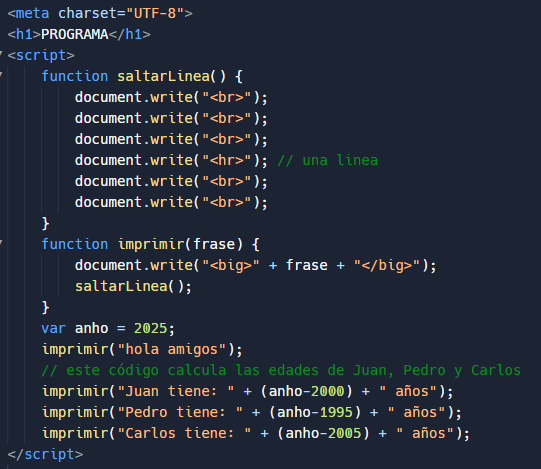 <meta charset="UTF-8">
<h1>PROGRAMA</h1>
<script>
    function saltarLinea() {
        document.write("<br>");
        document.write("<br>");
        document.write("<br>");
        document.write("<hr>"); // una linea
        document.write("<br>");
        document.write("<br>");
    }
    function imprimir(frase) {
        document.write("<big>" + frase + "</big>");
        saltarLinea();
    }
    var anho = 2025;
    imprimir("hola amigos");
    // este código calcula las edades de Juan, Pedro y Carlos
    imprimir("Juan tiene: " + (anho-2000) + " años");
    imprimir("Pedro tiene: " + (anho-1995) + " años");
    imprimir("Carlos tiene: " + (anho-2005) + " años");
</script>